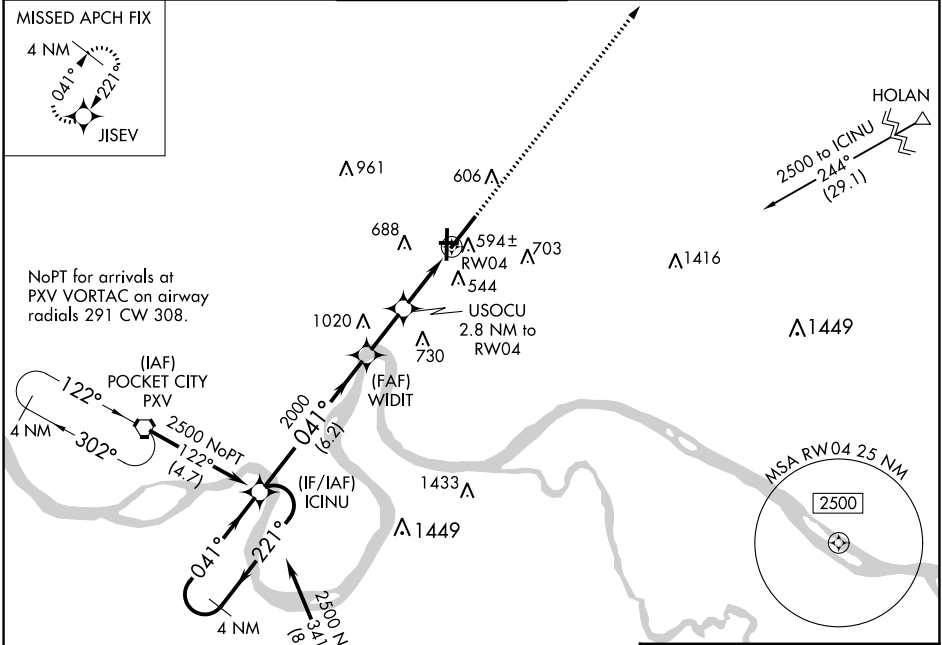 MISSED APCH FIX
4 NM
041°
221°
JISEV
HOLAN
2500 to ICINU
244°
(29.1)
961
606
688
594±
RW04
703
1416
544
NoPT for arrivals at
PXV VORTAC on airway
radials 291 CW 308.
USOCU
2.8 NM to
RW04
1020
730
1449
(FAF)
WIDIT
(IAF)
POCKET CITY
PXV
122°
302°
4 NM
2500 NoPT
122°
(4.7)
2000
041°
(6.2)
(IF/IAF)
ICINU
1433
1449
MSA RW04 25 NM
2500
041°
221°
4 NM
2500 N
341
(8